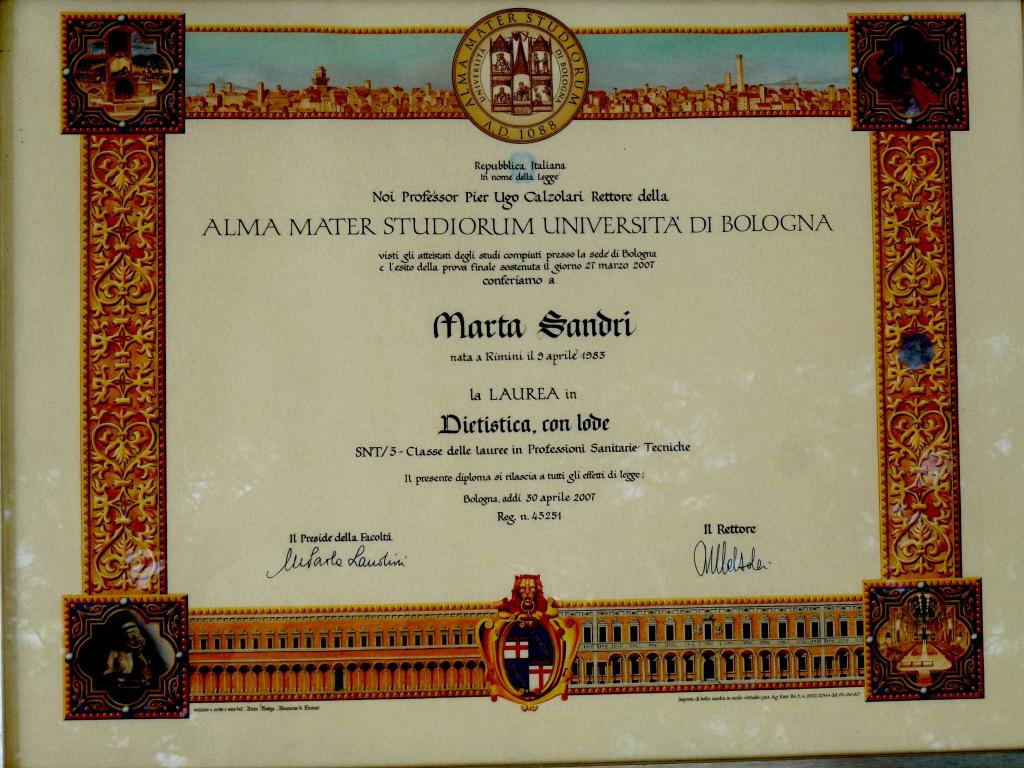 ALMA MATER STUDIORUM
UNIVERSITÀ DI BOLOGNA
A.D. 1088
Repubblica Italiana
In nome della Legge
Noi Professor Pier Ugo Calzolari Rettore della
ALMA MATER STUDIORUM UNIVERSITA' DI BOLOGNA
visti gli attestati degli studi compiuti presso la sede di Bologna
e l'esito della prova finale sostenuta il giorno 27 marzo 2007
conferiamo a
Marta Sandri
nata a Rimini il 9 aprile 1983
la LAUREA in
Dietistica, con lode
SNT/3 - Classe delle lauree in Professioni Sanitarie Tecniche
Il presente diploma si rilascia a tutti gli effetti di legge:
Bologna, addì 30 aprile 2007
Reg. n. 43251
Il Preside della Facoltà
Il Rettore